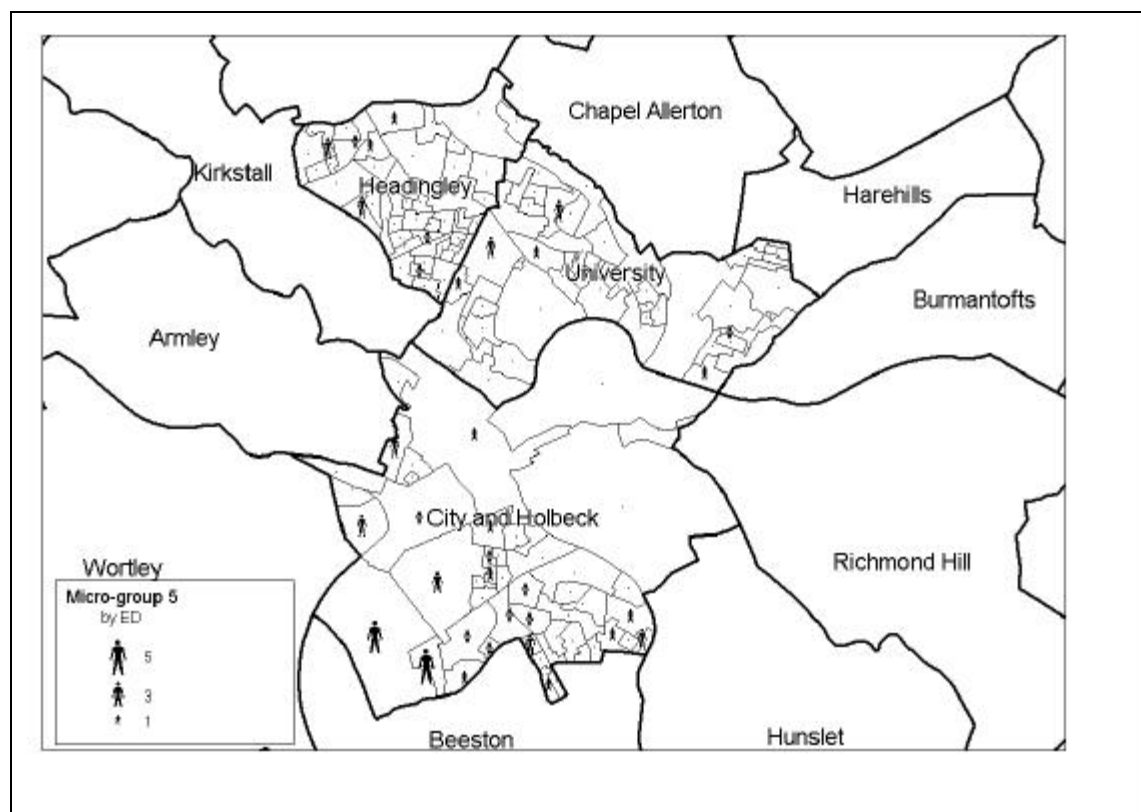 Chapel Allerton
Kirkstall
Headingley
Harehills
University
Burmantofts
Armley
City and Holbeck
Richmond Hill
Wortley
Micro-group 5
by ED
5
3
1
Beeston
Hunslet